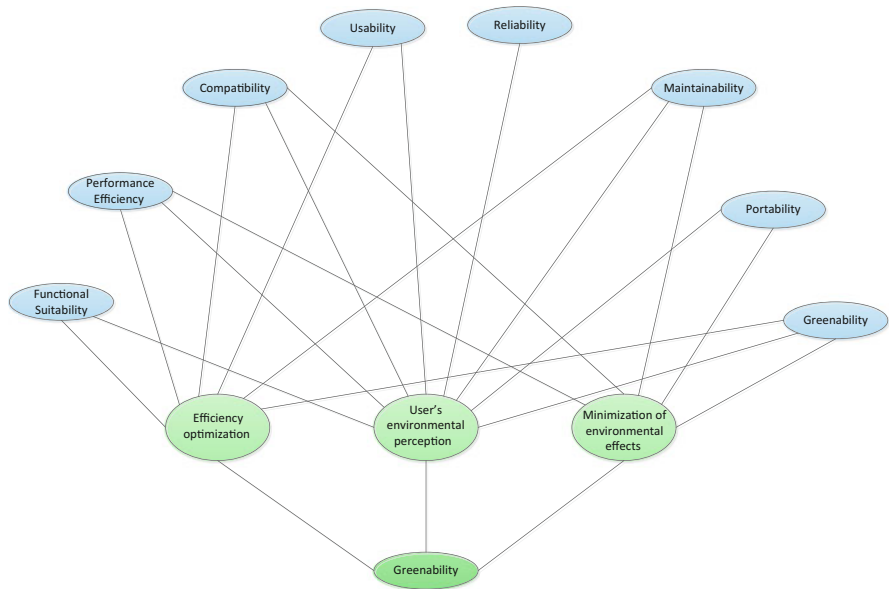 Usability
Reliability
Compatibility
Maintainability
Performance
Efficiency
Portability
Functional
Suitability
Greenability
Efficiency
optimization
User's
environmental
perception
Minimization of
environmental
effects
Greenability